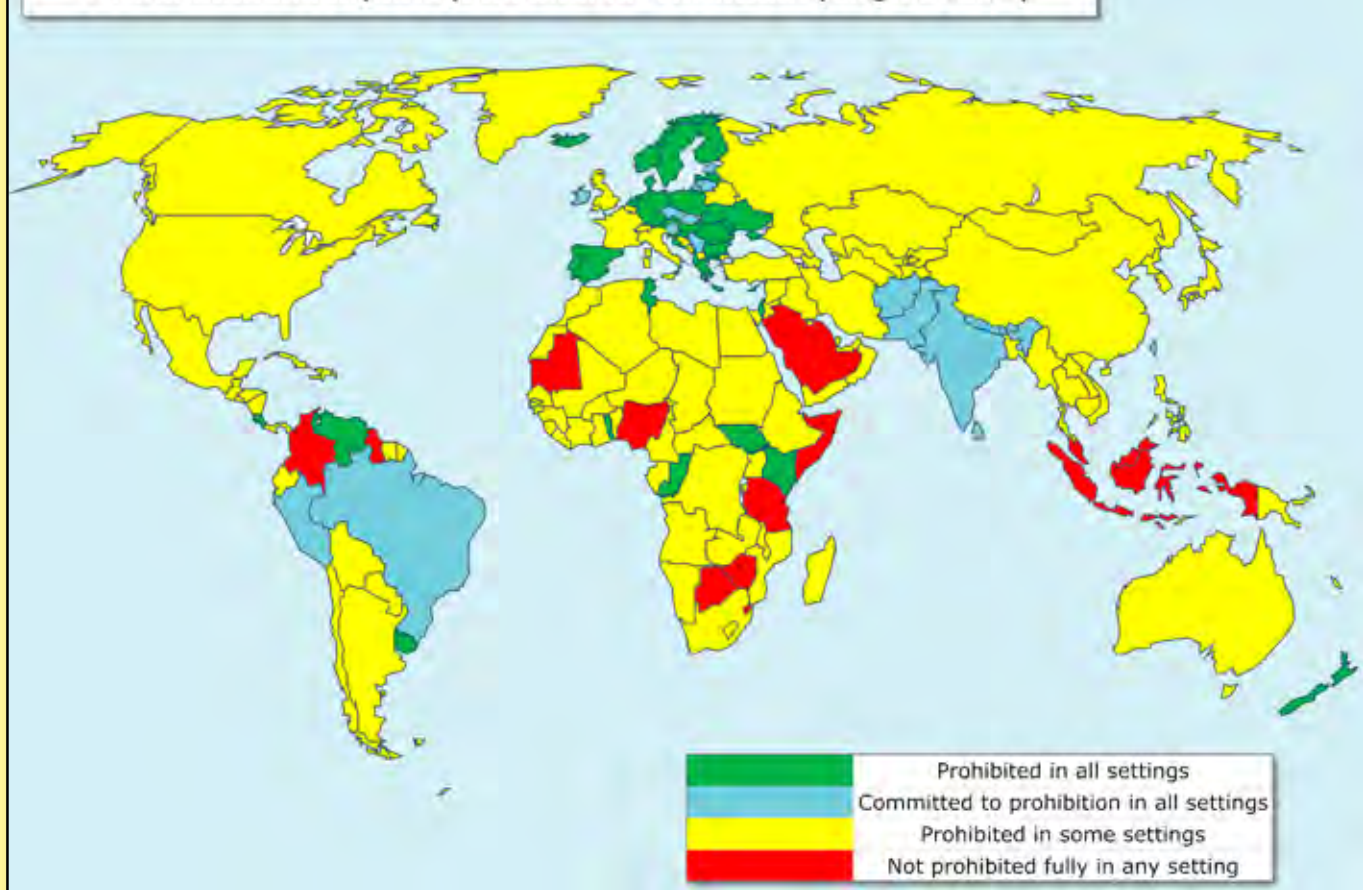 Prohibited in all settings
Committed to prohibition in all settings
Prohibited in some settings
Not prohibited fully in any setting